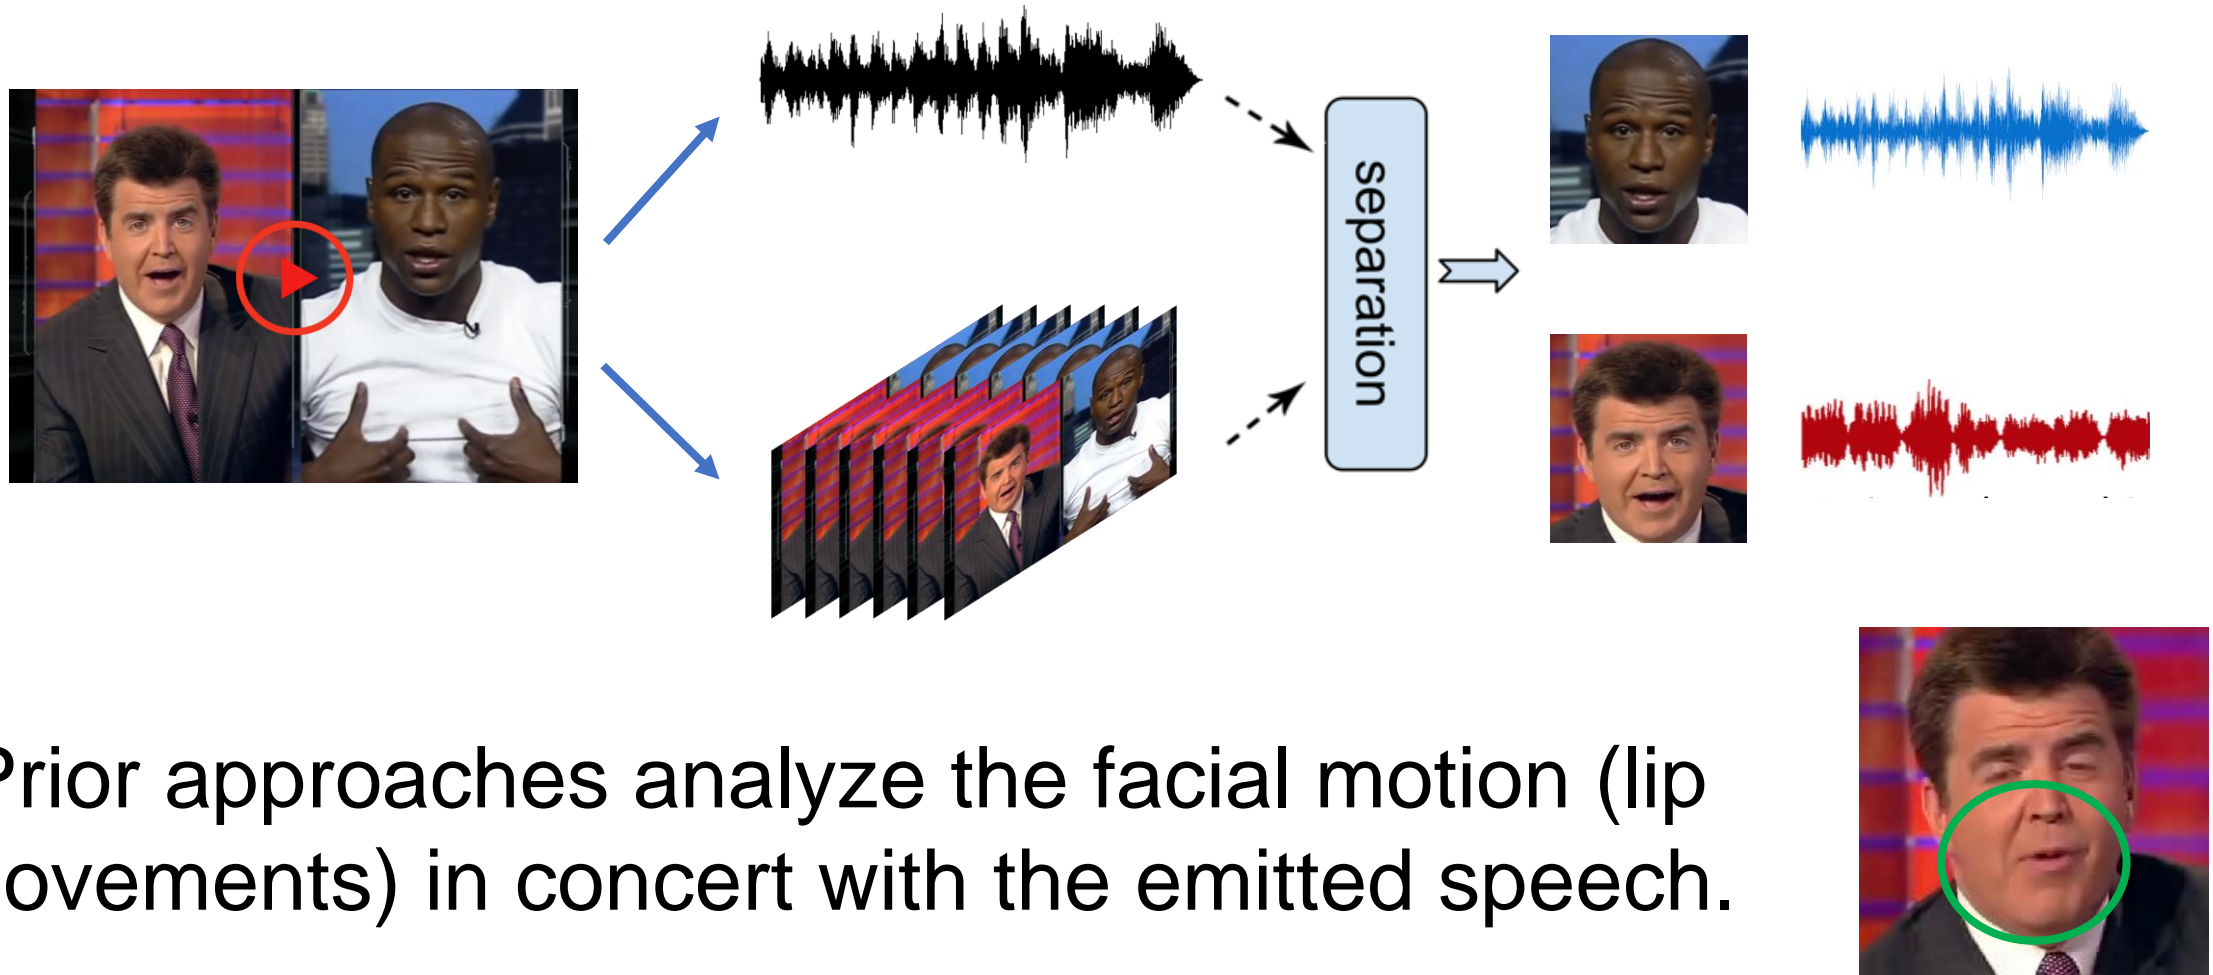 separation
Prior approaches analyze the facial motion (lip
ovements) in concert with the emitted speech.